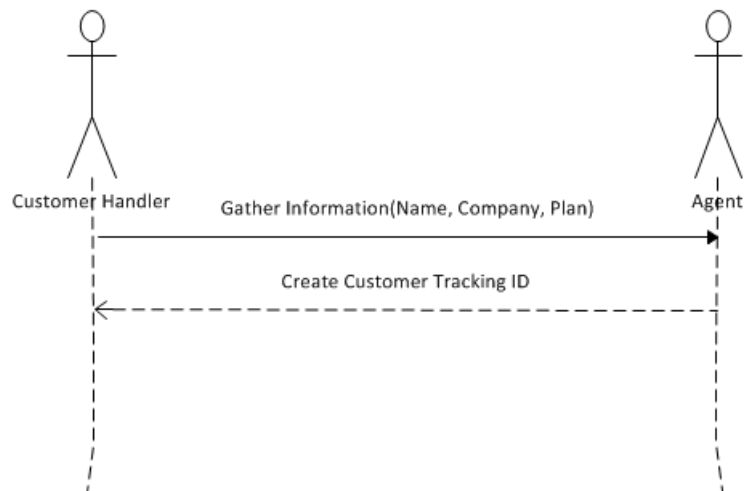 Customer Handler
Agent
Gather Information(Name, Company, Plan)
Create Customer Tracking ID